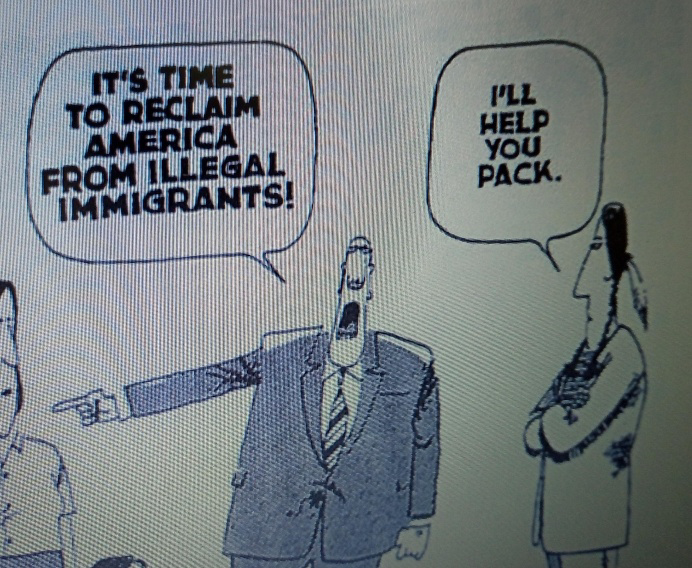 IT'S TIME
TO RECLAIM
AMERICA
FROM ILLEGAL
IMMIGRANTS!
I'LL
HELP
YOU
PACK.